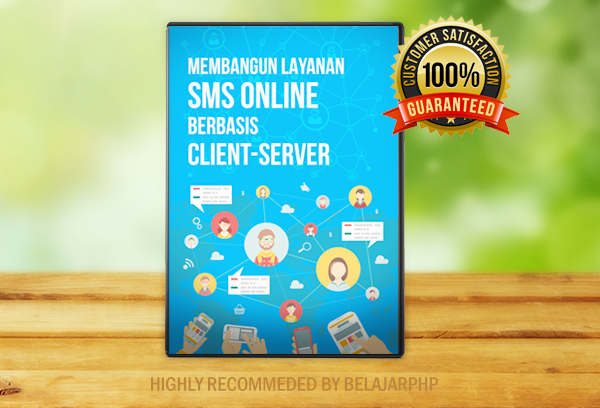 MEMBANGUN LAYANAN
SMS ONLINE
BERBASIS
CLIENT-SERVER
CUSTOMER SATISFACTION
100%
GUARANTEED
HIGHLY RECOMMEDED BY BELAJARPHP